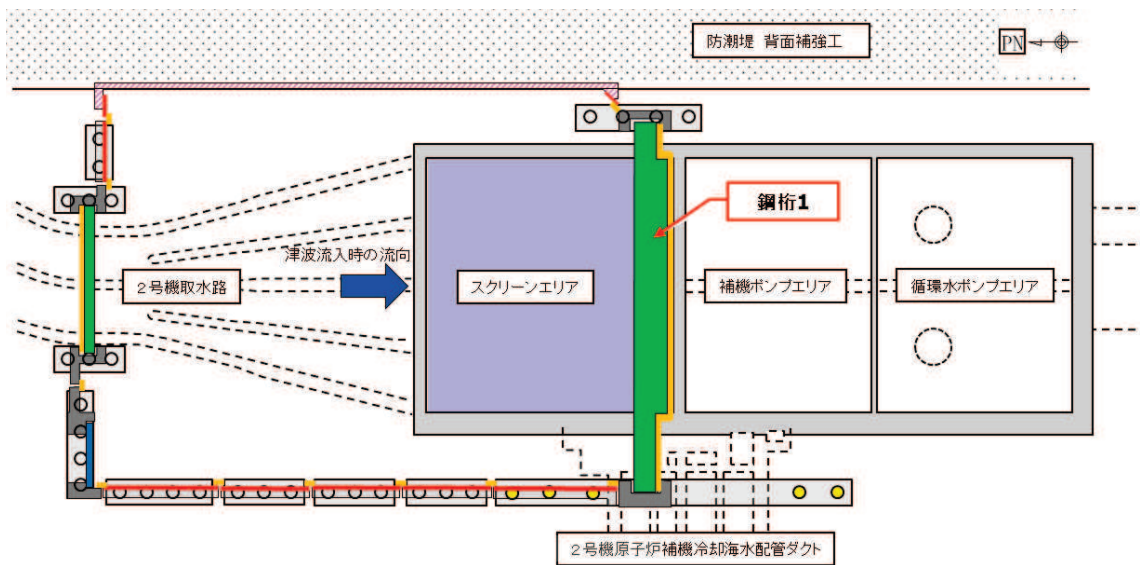 防潮堤 背面補強工
PN
鋼桁1
津波流入時の流向
2号機取水路
スクリーンエリア
補機ポンプエリア
循環水ポンプエリア
2号機原子炉補機冷却海水配管ダクト